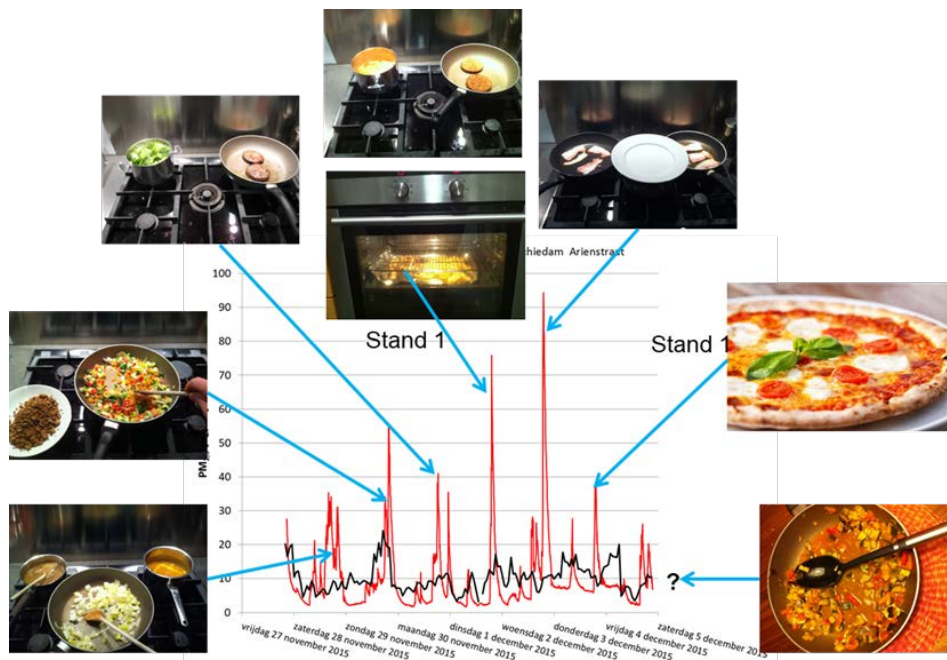 chiedam Arienstraat
100
90
80
70
60
50
40
30
20
10
0
Stand 1
Stand 1
?
vrijdag 27 november 2015
zaterdag 28 november 2015
zondag 29 november 2015
maandag 30 november 2015
dinsdag 1 december 2015
woensdag 2 december 2015
donderdag 3 december 2015
vrijdag 4 december 2015
zaterdag 5 december 2015